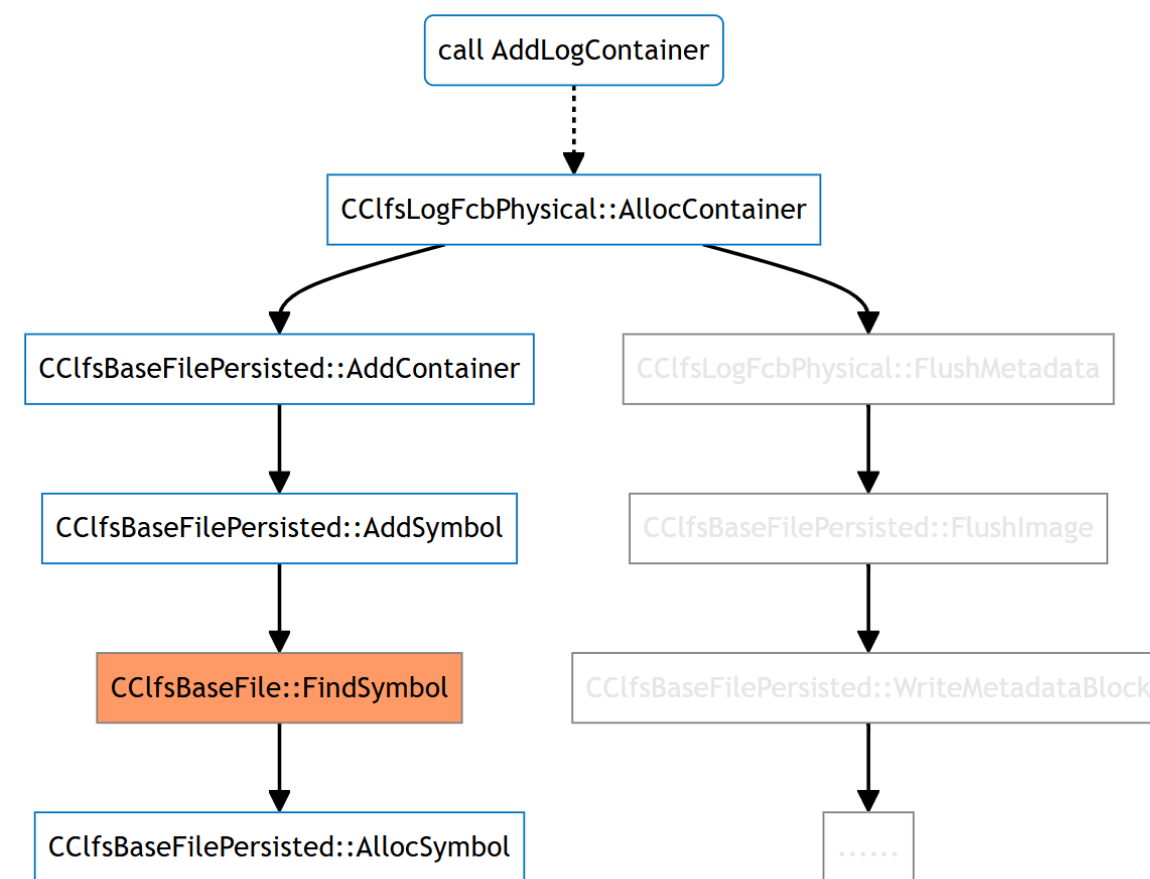 call AddLogContainer
CClfsLogFcbPhysical::AllocContainer
CClfsBaseFilePersisted::AddContainer
CClfsLogFcbPhysical::FlushMetadata
CClfsBaseFilePersisted::AddSymbol
CClfsBaseFilePersisted::FlushImage
CClfsBaseFile::FindSymbol
CClfsBaseFilePersisted::WriteMetadataBlock
CClfsBaseFilePersisted::AllocSymbol
......